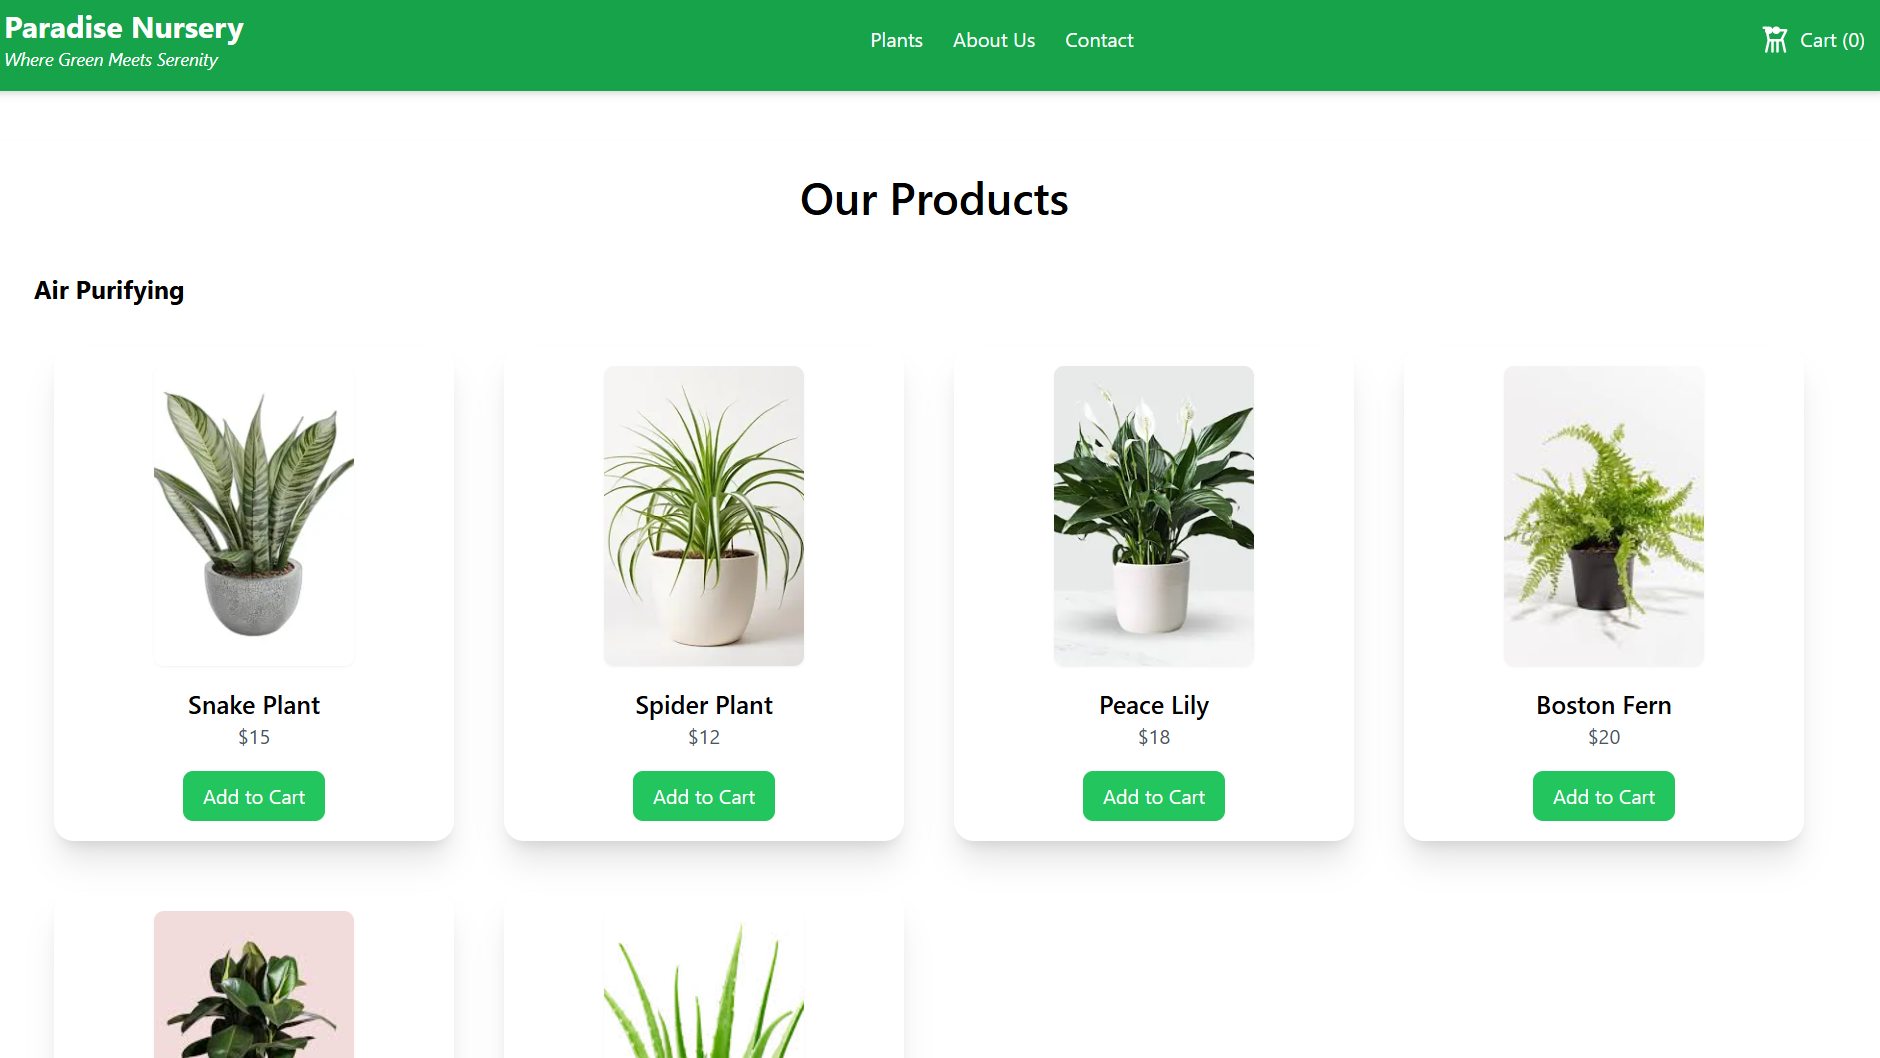 Paradise Nursery
Where Green Meets Serenity
Plants About Us Contact
Cart (0)
Our Products
Air Purifying
Snake Plant
$15
Add to Cart
Spider Plant
$12
Add to Cart
Peace Lily
$18
Add to Cart
Boston Fern
$20
Add to Cart